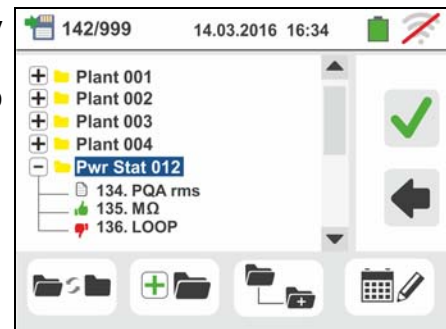 142/999 14.03.2016 16:34
Plant 001
Plant 002
Plant 003
Plant 004
Pwr Stat 012
134. PQA rms
135. MΩ
136. LOOP